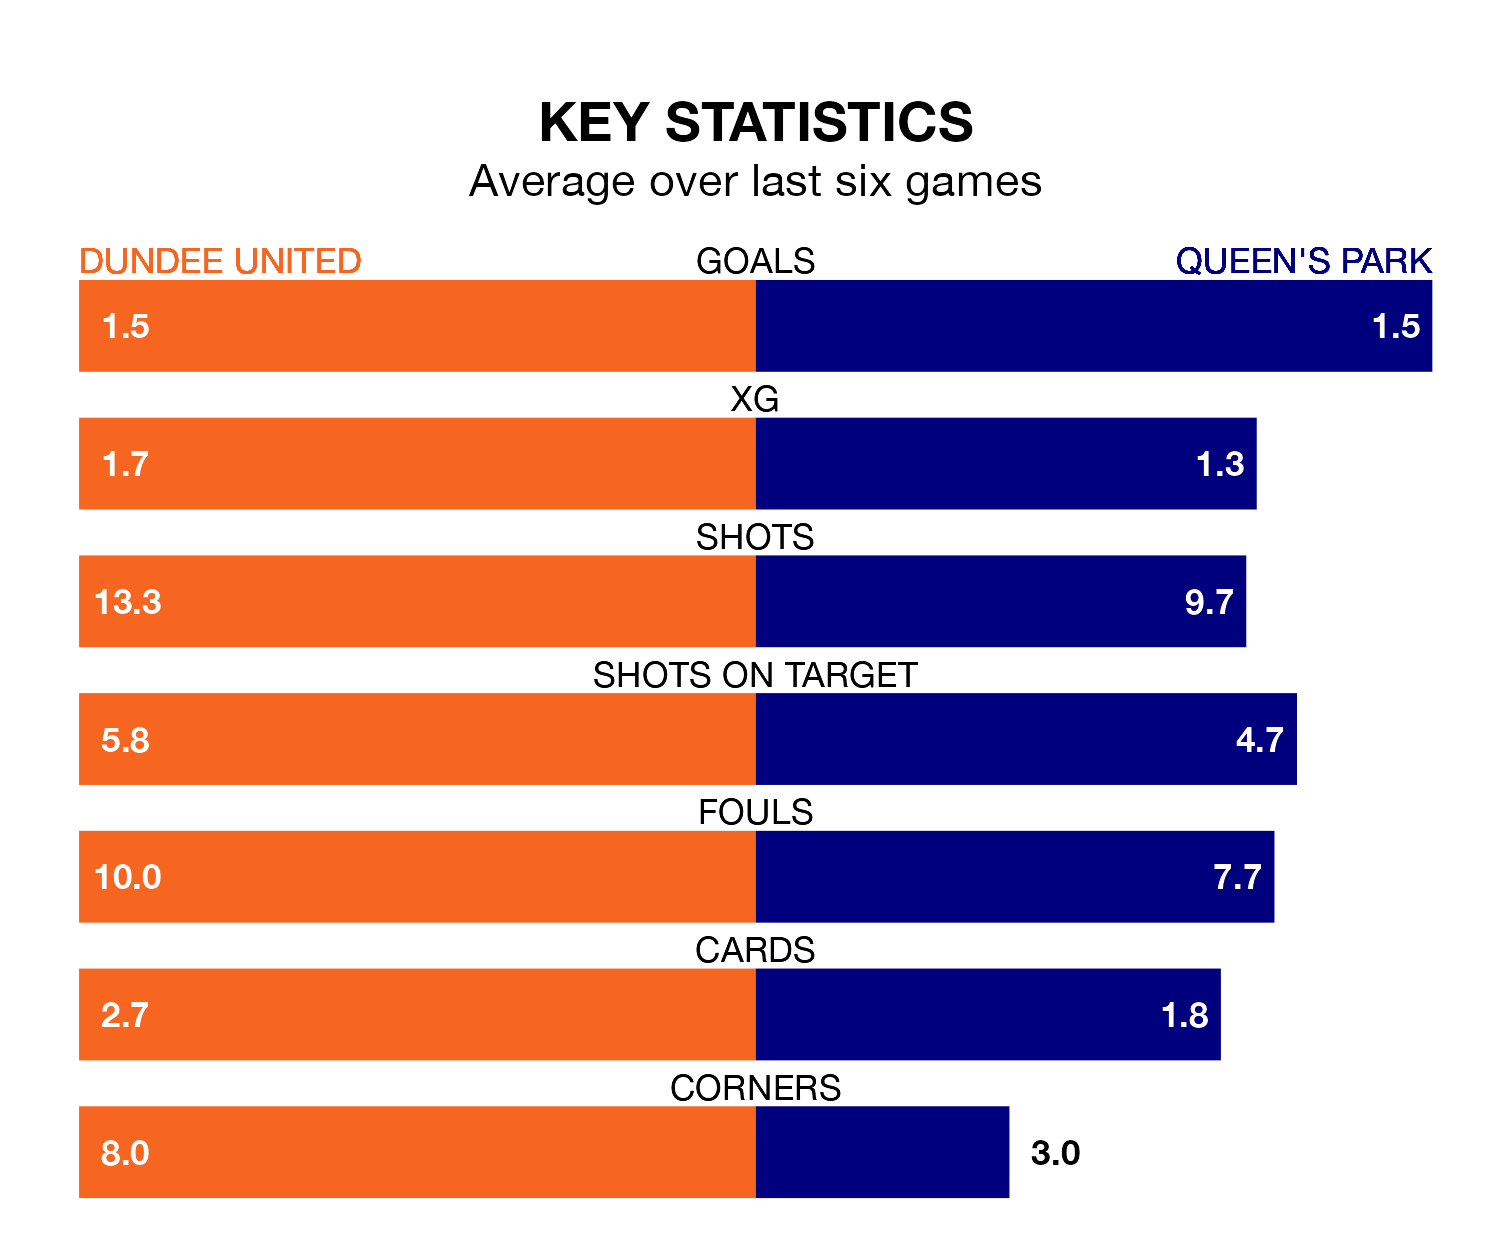 KEY STATISTICS
Average over last six games
DUNDEE UNITED GOALS QUEEN'S PARK
1.5 1.5
XG
1.7 1.3
SHOTS
13.3 9.7
SHOTS ON TARGET
5.8 4.7
FOULS
10.0 7.7
CARDS
2.7 1.8
CORNERS
8.0 3.0